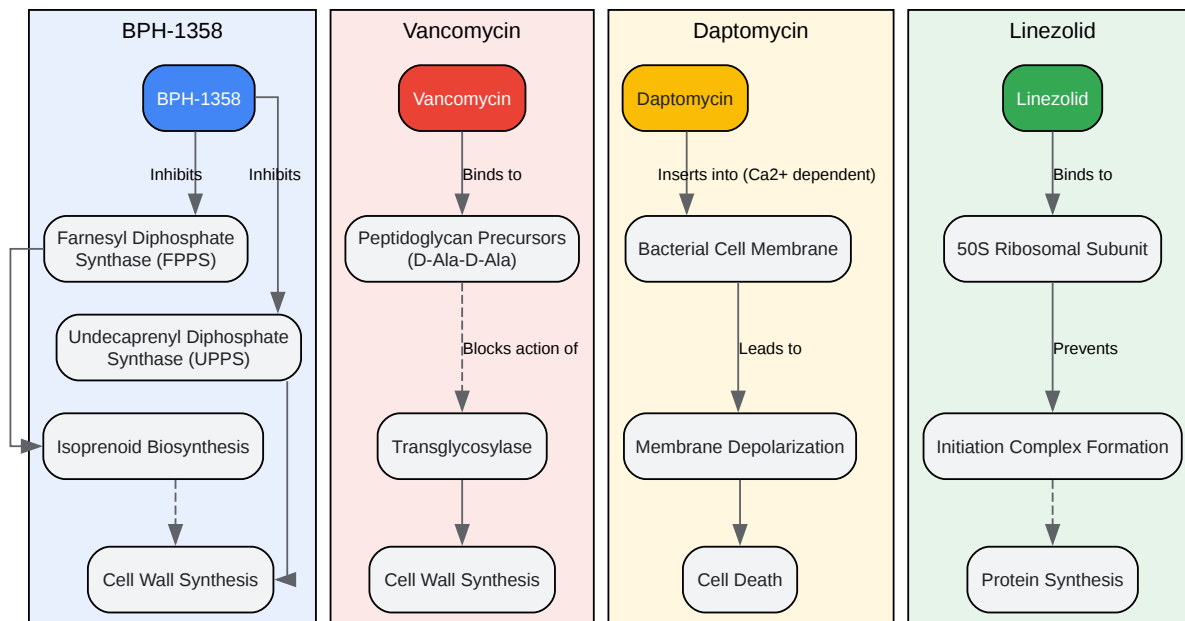 BPH-1358
BPH-1358
Inhibits
Inhibits
Farnesyl Diphosphate
Synthase (FPPS)
Undecaprenyl Diphosphate
Synthase (UPPS)
Isoprenoid Biosynthesis
Cell Wall Synthesis
Vancomycin
Vancomycin
Binds to
Peptidoglycan Precursors
(D-Ala-D-Ala)
Blocks action of
Transglycosylase
Cell Wall Synthesis
Daptomycin
Daptomycin
Inserts into (Ca2+ dependent)
Bacterial Cell Membrane
Leads to
Membrane Depolarization
Cell Death
Linezolid
Linezolid
Binds to
50S Ribosomal Subunit
Prevents
Initiation Complex Formation
Protein Synthesis